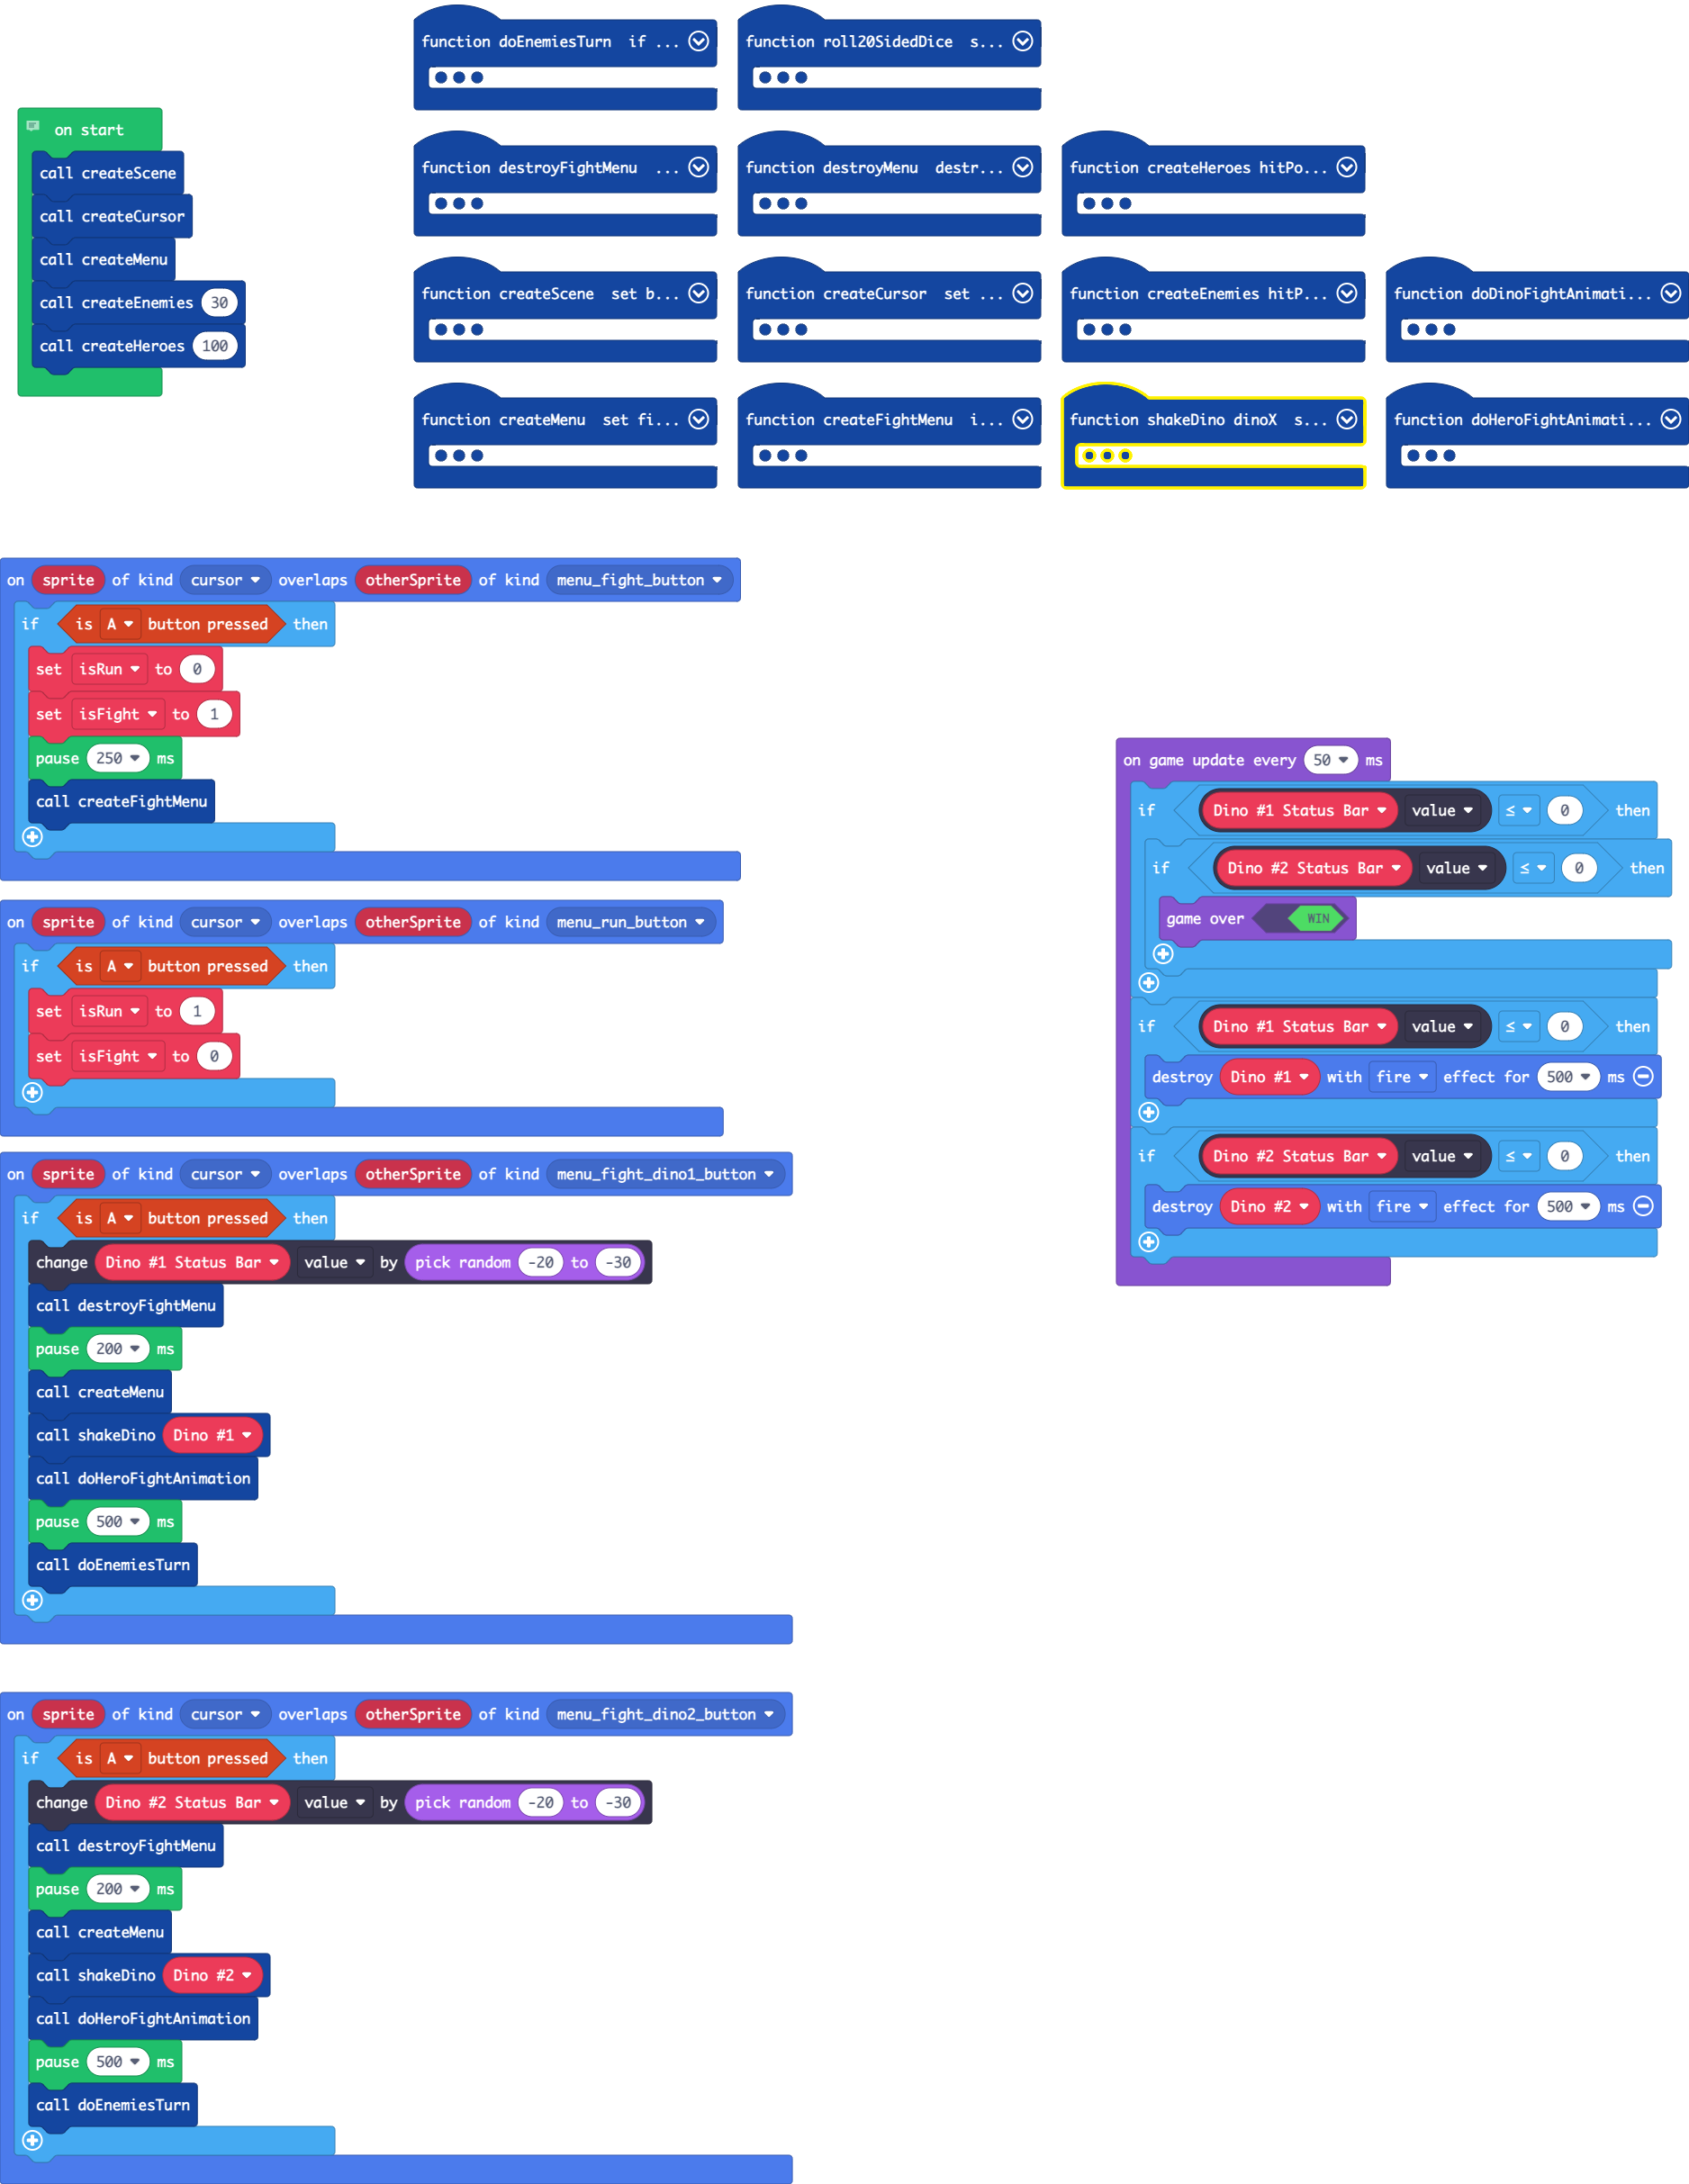 function doEnemiesTurn if ...
function roll20SidedDice s...
on start
call createScene
call createCursor
call createMenu
call createEnemies 30
call createHeroes 100
function destroyFightMenu ...
function destroyMenu destr...
function createHeroes hitPo...
function createScene set b...
function createCursor set ...
function createEnemies hitP...
function doDinoFightAnimati...
function createMenu set fi...
function createFightMenu i...
function shakeDino dinoX s...
function doHeroFightAnimati...
on sprite of kind cursor overlaps otherSprite of kind menu_fight_button
if is A button pressed then
set isRun to 0
set isFight to 1
pause 250 ms
call createFightMenu
on sprite of kind cursor overlaps otherSprite of kind menu_run_button
if is A button pressed then
set isRun to 1
set isFight to 0
on sprite of kind cursor overlaps otherSprite of kind menu_fight_dino1_button
if is A button pressed then
change Dino #1 Status Bar value by pick random -20 to -30
call destroyFightMenu
pause 200 ms
call createMenu
call shakeDino Dino #1
call doHeroFightAnimation
pause 500 ms
call doEnemiesTurn
on sprite of kind cursor overlaps otherSprite of kind menu_fight_dino2_button
if is A button pressed then
change Dino #2 Status Bar value by pick random -20 to -30
call destroyFightMenu
pause 200 ms
call createMenu
call shakeDino Dino #2
call doHeroFightAnimation
pause 500 ms
call doEnemiesTurn
on game update every 50 ms
if Dino #1 Status Bar value ≤ 0 then
if Dino #2 Status Bar value ≤ 0 then
game over WIN
if Dino #1 Status Bar value ≤ 0 then
destroy Dino #1 with fire effect for 500 ms
if Dino #2 Status Bar value ≤ 0 then
destroy Dino #2 with fire effect for 500 ms